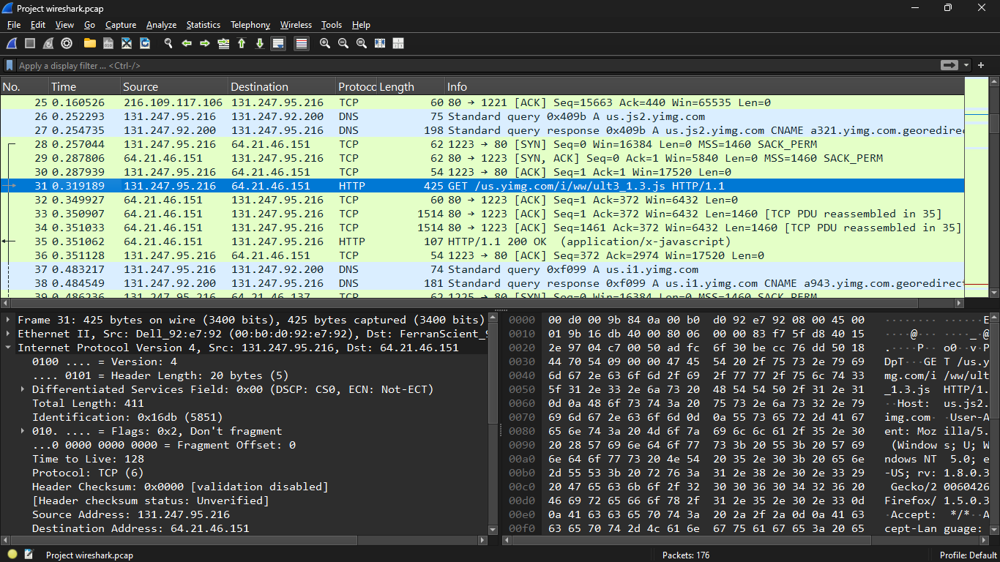 Project wireshark.pcap
File Edit View Go Capture Analyze Statistics Telephony Wireless Tools Help
Apply a display filter ... <Ctrl-/>
No. Time Source Destination Protocc Length Info
25 0.160526 216.109.117.106 131.247.95.216 TCP 60 80 → 1221 [ACK] Seq=15663 Ack=440 Win=65535 Len=0
26 0.252293 131.247.95.216 131.247.92.200 DNS 75 Standard query 0x409b A us.js2.yimg.com
27 0.254735 131.247.92.200 131.247.95.216 DNS 198 Standard query response 0x409b A us.js2.yimg.com CNAME a321.yimg.com.georedirec
28 0.257044 131.247.95.216 64.21.46.151 TCP 62 1223 → 80 [SYN] Seq=0 Win=16384 Len=0 MSS=1460 SACK_PERM
29 0.287806 64.21.46.151 131.247.95.216 TCP 62 80 → 1223 [SYN, ACK] Seq=0 Ack=1 Win=5840 Len=0 MSS=1460 SACK_PERM
30 0.287939 131.247.95.216 64.21.46.151 TCP 54 1223 → 80 [ACK] Seq=1 Ack=1 Win=17520 Len=0
31 0.319189 131.247.95.216 64.21.46.151 HTTP 425 GET /us.yimg.com/i/ww/ult3_1.3.js HTTP/1.1
32 0.349927 64.21.46.151 131.247.95.216 TCP 60 80 → 1223 [ACK] Seq=1 Ack=372 Win=6432 Len=0
33 0.350907 64.21.46.151 131.247.95.216 TCP 1514 80 → 1223 [ACK] Seq=1 Ack=372 Win=6432 Len=1460 [TCP PDU reassembled in 35]
34 0.351033 64.21.46.151 131.247.95.216 TCP 1514 80 → 1223 [ACK] Seq=1461 Ack=372 Win=6432 Len=1460 [TCP PDU reassembled in 35]
35 0.351062 64.21.46.151 131.247.95.216 HTTP 107 HTTP/1.1 200 OK (application/x-javascript)
36 0.351128 131.247.95.216 64.21.46.151 TCP 54 1223 → 80 [ACK] Seq=372 Ack=2974 Win=17520 Len=0
37 0.483217 131.247.95.216 131.247.92.200 DNS 74 Standard query 0xf099 A us.i1.yimg.com
38 0.484549 131.247.92.200 131.247.95.216 DNS 181 Standard query response 0xf099 A us.i1.yimg.com CNAME a943.yimg.com.georedirect
39 0.486236 131.247.95.216 64.21.46.137 TCP 62 1225 → 80 [SYN] Seq=0 Win=16384 Len=0 MSS=1460 SACK_PERM
Frame 31: 425 bytes on wire (3400 bits), 425 bytes captured (3400 bits)
Ethernet II, Src: Dell_92:e7:92 (00:b0:d0:92:e7:92), Dst: FerranScient_9
Internet Protocol Version 4, Src: 131.247.95.216, Dst: 64.21.46.151
0100 .... = Version: 4
.... 0101 = Header Length: 20 bytes (5)
Differentiated Services Field: 0x00 (DSCP: CS0, ECN: Not-ECT)
Total Length: 411
Identification: 0x16db (5851)
010. .... = Flags: 0x2, Don't fragment
...0 0000 0000 0000 = Fragment Offset: 0
Time to Live: 128
Protocol: TCP (6)
Header Checksum: 0x0000 [validation disabled]
[Header checksum status: Unverified]
Source Address: 131.247.95.216
Destination Address: 64.21.46.151
0000 00 d0 00 9b 84 0a 00 b0 d0 92 e7 92 08 00 45 00 ········ ······E
0010 01 9b 16 db 40 00 80 06 00 00 83 f7 5f d8 40 15 ····@··· ····_·@
0020 2e 97 04 c7 00 50 ad fc 6f 30 be cc 76 dd 50 18 .····P·· o0··v·P
0030 44 70 54 09 00 00 47 45 54 20 2f 75 73 2e 79 69 DpT···GE T /us.y
0040 6d 67 2e 63 6f 6d 2f 69 2f 77 77 2f 75 6c 74 33 mg.com/i /ww/ult
0050 5f 31 2e 33 2e 6a 73 20 48 54 54 50 2f 31 2e 31 _1.3.js HTTP/1.
0060 0d 0a 48 6f 73 74 3a 20 75 73 2e 6a 73 32 2e 79 ··Host: us.js2.
0070 69 6d 67 2e 63 6f 6d 0d 0a 55 73 65 72 2d 41 67 img.com· ·User-A
0080 65 6e 74 3a 20 4d 6f 7a 69 6c 6c 61 2f 35 2e 30 ent: Moz illa/5.
0090 20 28 57 69 6e 64 6f 77 73 3b 20 55 3b 20 57 69 (Window s; U; W
00a0 6e 64 6f 77 73 20 4e 54 20 35 2e 30 3b 20 65 6e ndows NT 5.0; e
00b0 2d 55 53 3b 20 72 76 3a 31 2e 38 2e 30 2e 33 29 -US; rv: 1.8.0.3
00c0 20 47 65 63 6b 6f 2f 32 30 30 36 30 34 32 36 20 Gecko/2 0060426
00d0 46 69 72 65 66 6f 78 2f 31 2e 35 2e 30 2e 33 0d Firefox/ 1.5.0.3
00e0 0a 41 63 63 65 70 74 3a 20 2a 2f 2a 0d 0a 41 63 ·Accept: */*··A
00f0 63 65 70 74 2d 4c 61 6e 67 75 61 67 65 3a 20 65 cept-Lan guage:
Project wireshark.pcap Packets: 176 Profile: Default